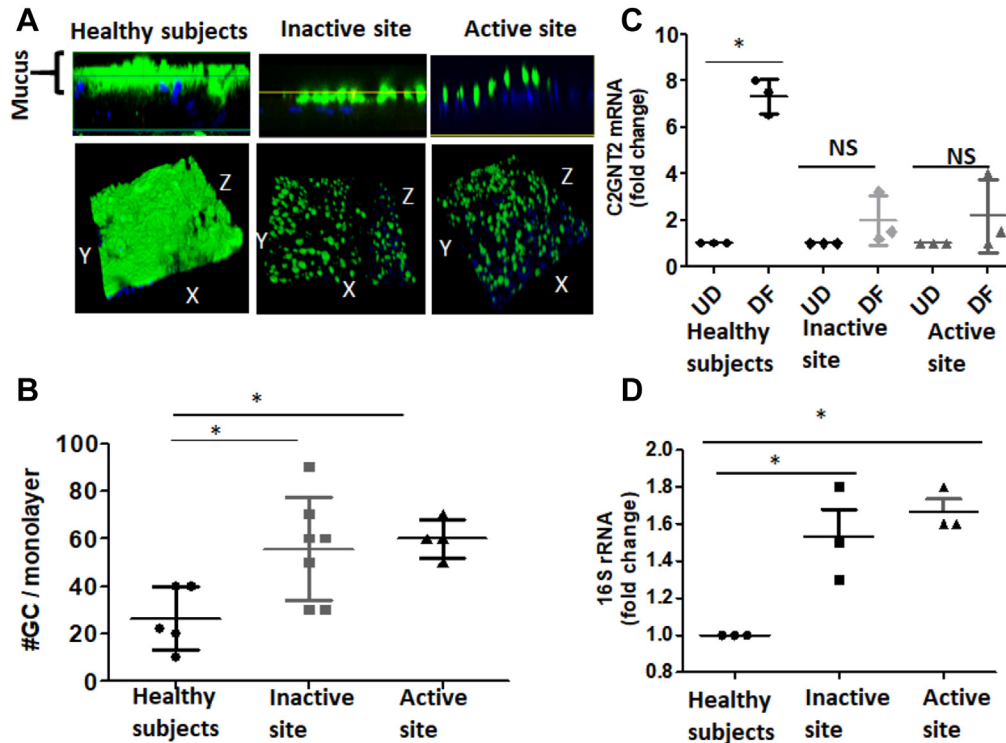 A
Healthy subjects Inactive site Active site
Mucus
Z Z Z
Y Y Y
X X X
B
* 
*
#GC / monolayer
100
80
60
40
20
0
Healthy subjects
Inactive site
Active site
C
C2GNT2 mRNA
(fold change)
10
8
6
4
2
0
*
NS
NS
UD DF UD DF UD DF
Healthy subjects
Inactive site
Active site
D
16S rRNA
(fold change)
2.0
1.8
1.6
1.4
1.2
1.0
0.8
*
*
Healthy subjects
Inactive site
Active site